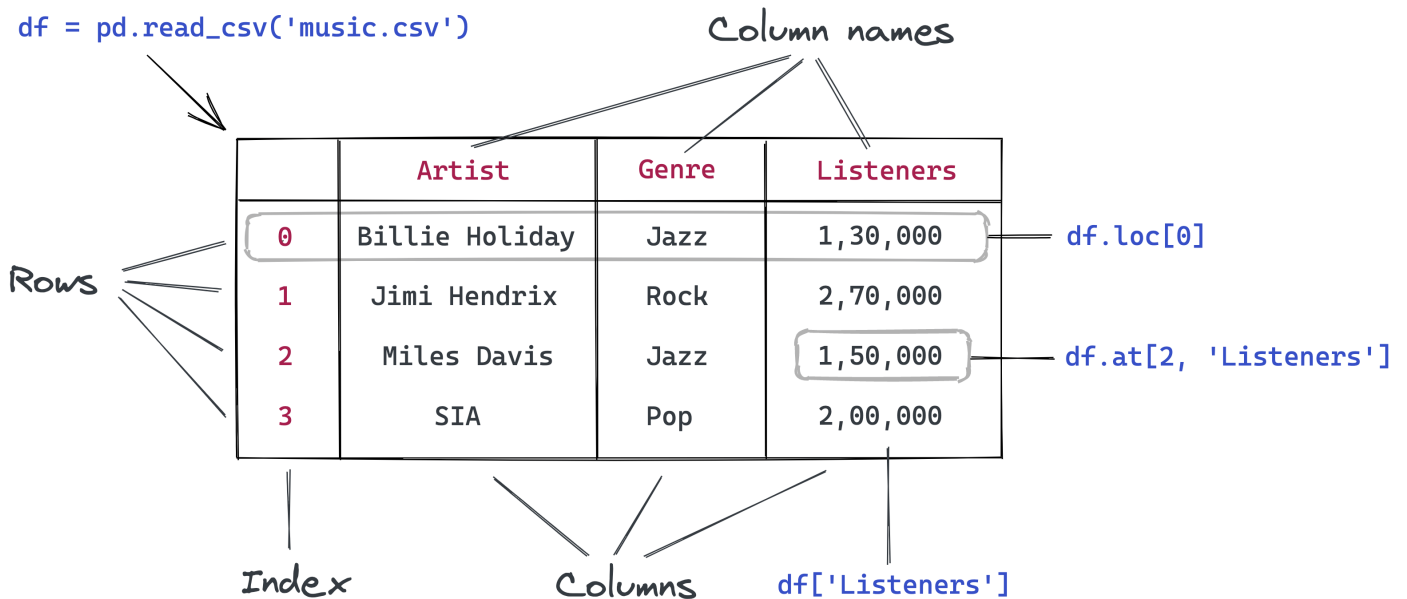 df = pd.read_csv('music.csv')
Column names
Artist Genre Listeners
0 Billie Holiday Jazz 1,30,000 df.loc[0]
Rows
1 Jimi Hendrix Rock 2,70,000
2 Miles Davis Jazz 1,50,000 df.at[2, 'Listeners']
3 SIA Pop 2,00,000
Index Columns df['Listeners']